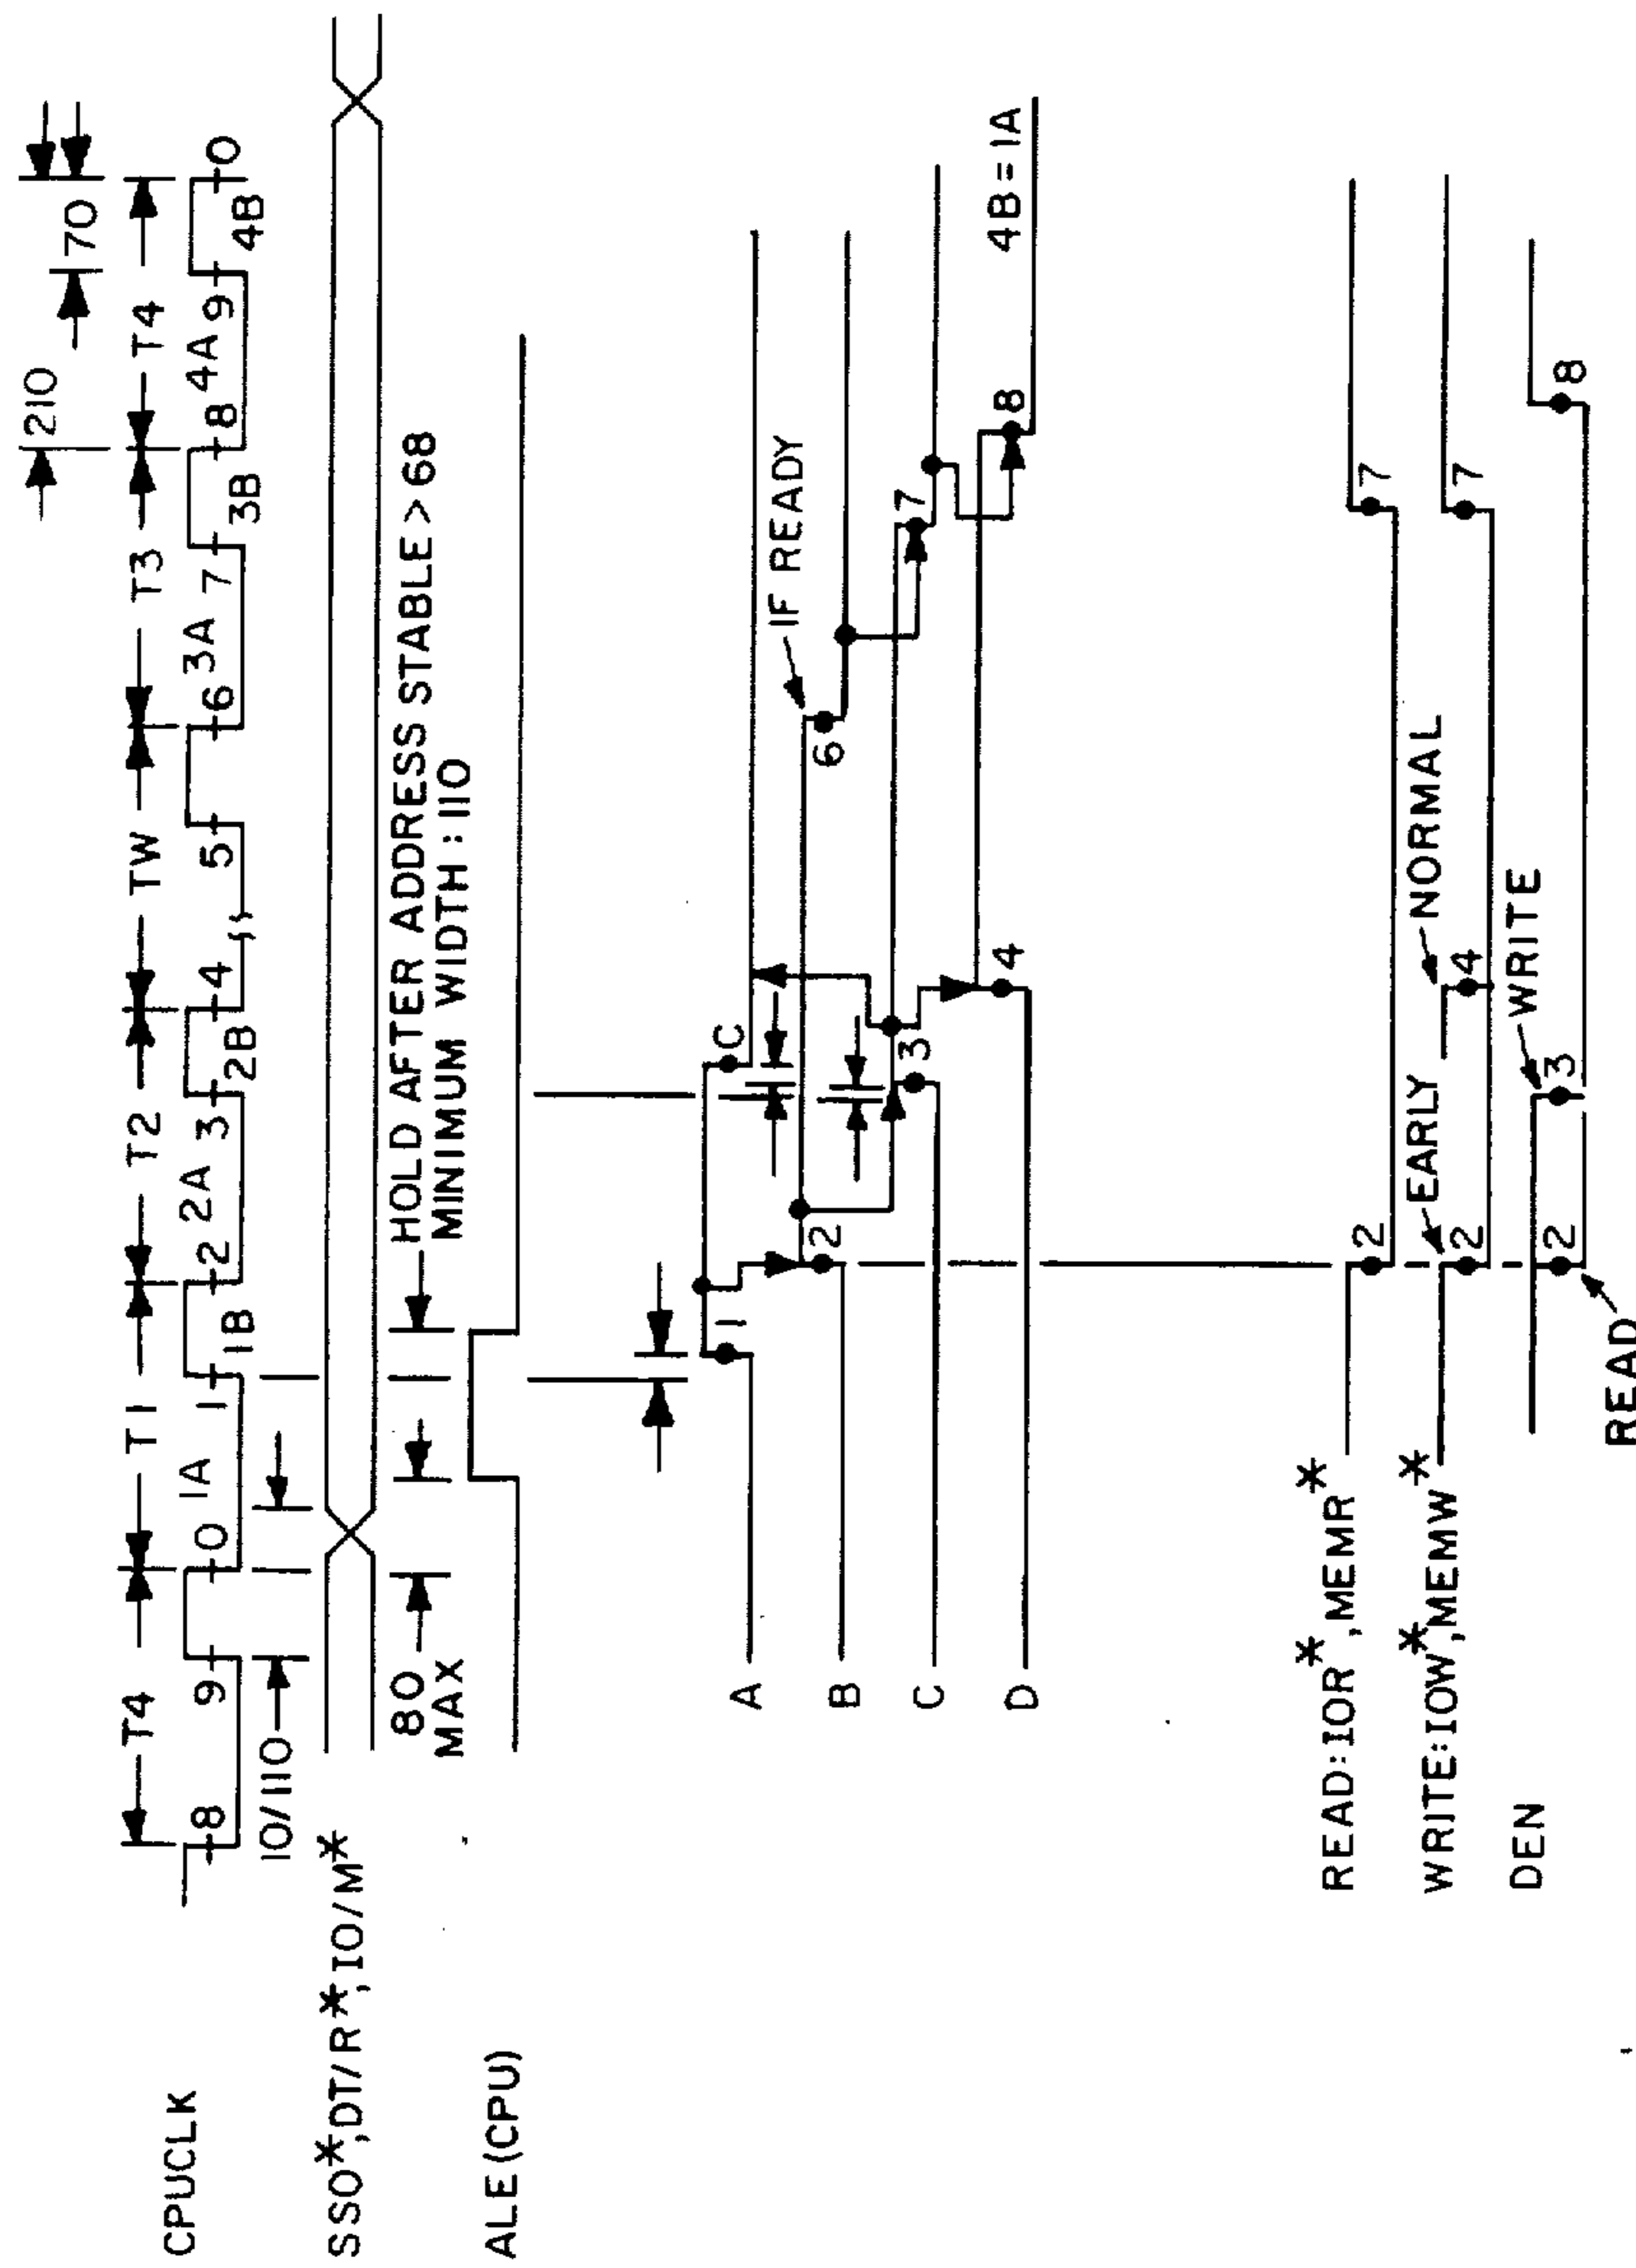 210
70
T4 T1 T2 TW T3 T4
CPUCLK
8 9 0 1A 1 1B 2 2A 3 2B 4 5 6 3A 7 3B 8 4A 9 4B 0
10/110
SSO*,DT/R*,IO/M*
80 MAX
HOLD AFTER ADDRESS STABLE > 68
MINIMUM WIDTH : 110
ALE (CPU)
A 1 C
B 2 6 IF READY
C 3 7
D 4 8 4B=1A
READ:IOR*,MEMR* 2 7
EARLY NORMAL
WRITE:IOW*,MEMW* 2 4 7
WRITE
DEN 2 3 8
READ